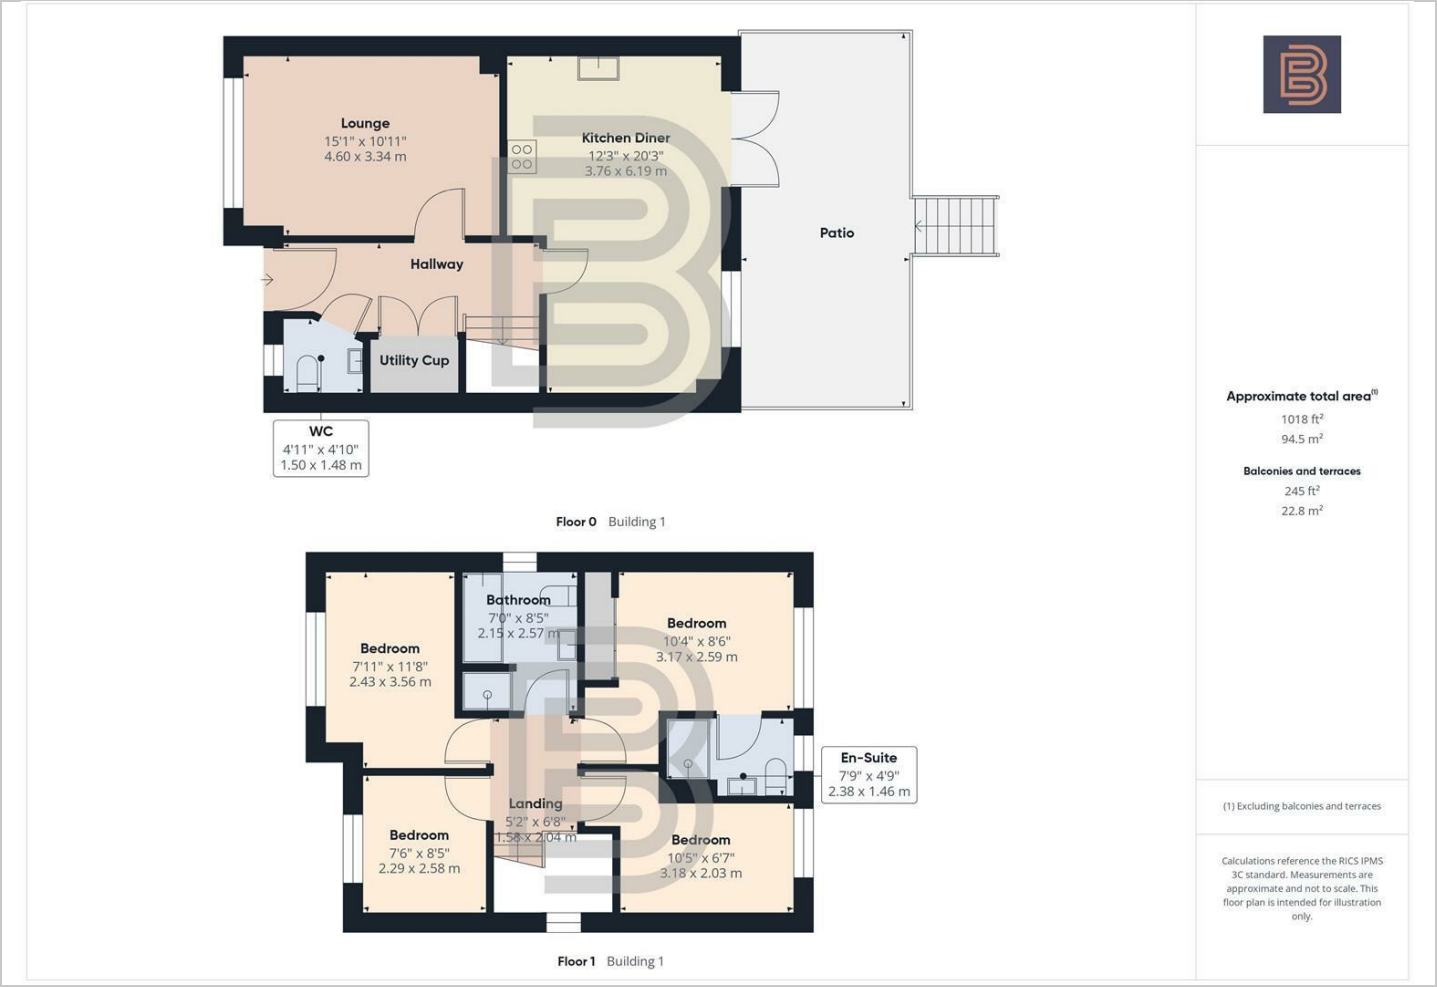 Lounge
15'1" x 10'11"
4.60 x 3.34 m
Kitchen Diner
12'3" x 20'3"
3.76 x 6.19 m
Patio
Hallway
Utility Cup
WC
4'11" x 4'10"
1.50 x 1.48 m
Floor 0 Building 1
Bathroom
7'0" x 8'5"
2.15 x 2.57 m
Bedroom
10'4" x 8'6"
3.17 x 2.59 m
Bedroom
7'11" x 11'8"
2.43 x 3.56 m
En-Suite
7'9" x 4'9"
2.38 x 1.46 m
Landing
5'2" x 6'8"
1.58 x 2.04 m
Bedroom
7'6" x 8'5"
2.29 x 2.58 m
Bedroom
10'5" x 6'7"
3.18 x 2.03 m
Floor 1 Building 1
B
Approximate total area(1)
1018 ft²
94.5 m²
Balconies and terraces
245 ft²
22.8 m²
(1) Excluding balconies and terraces
Calculations reference the RICS IPMS
3C standard. Measurements are
approximate and not to scale. This
floor plan is intended for illustration
only.